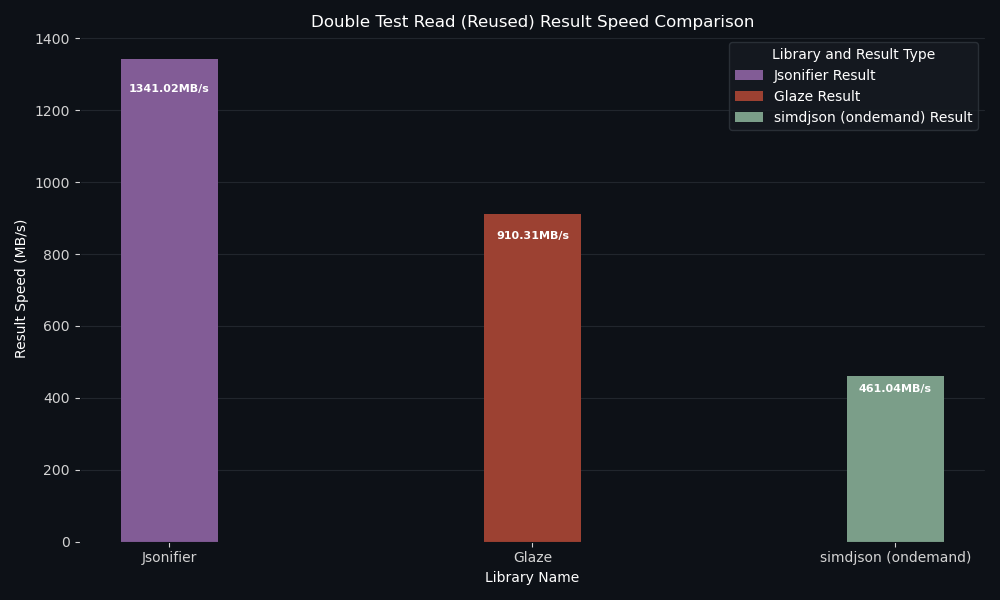 Double Test Read (Reused) Result Speed Comparison
Library and Result Type
Jsonifier Result
Glaze Result
simdjson (ondemand) Result
Result Speed (MB/s)
1400
1200
1000
800
600
400
200
0
1341.02MB/s
910.31MB/s
461.04MB/s
Jsonifier
Glaze
simdjson (ondemand)
Library Name